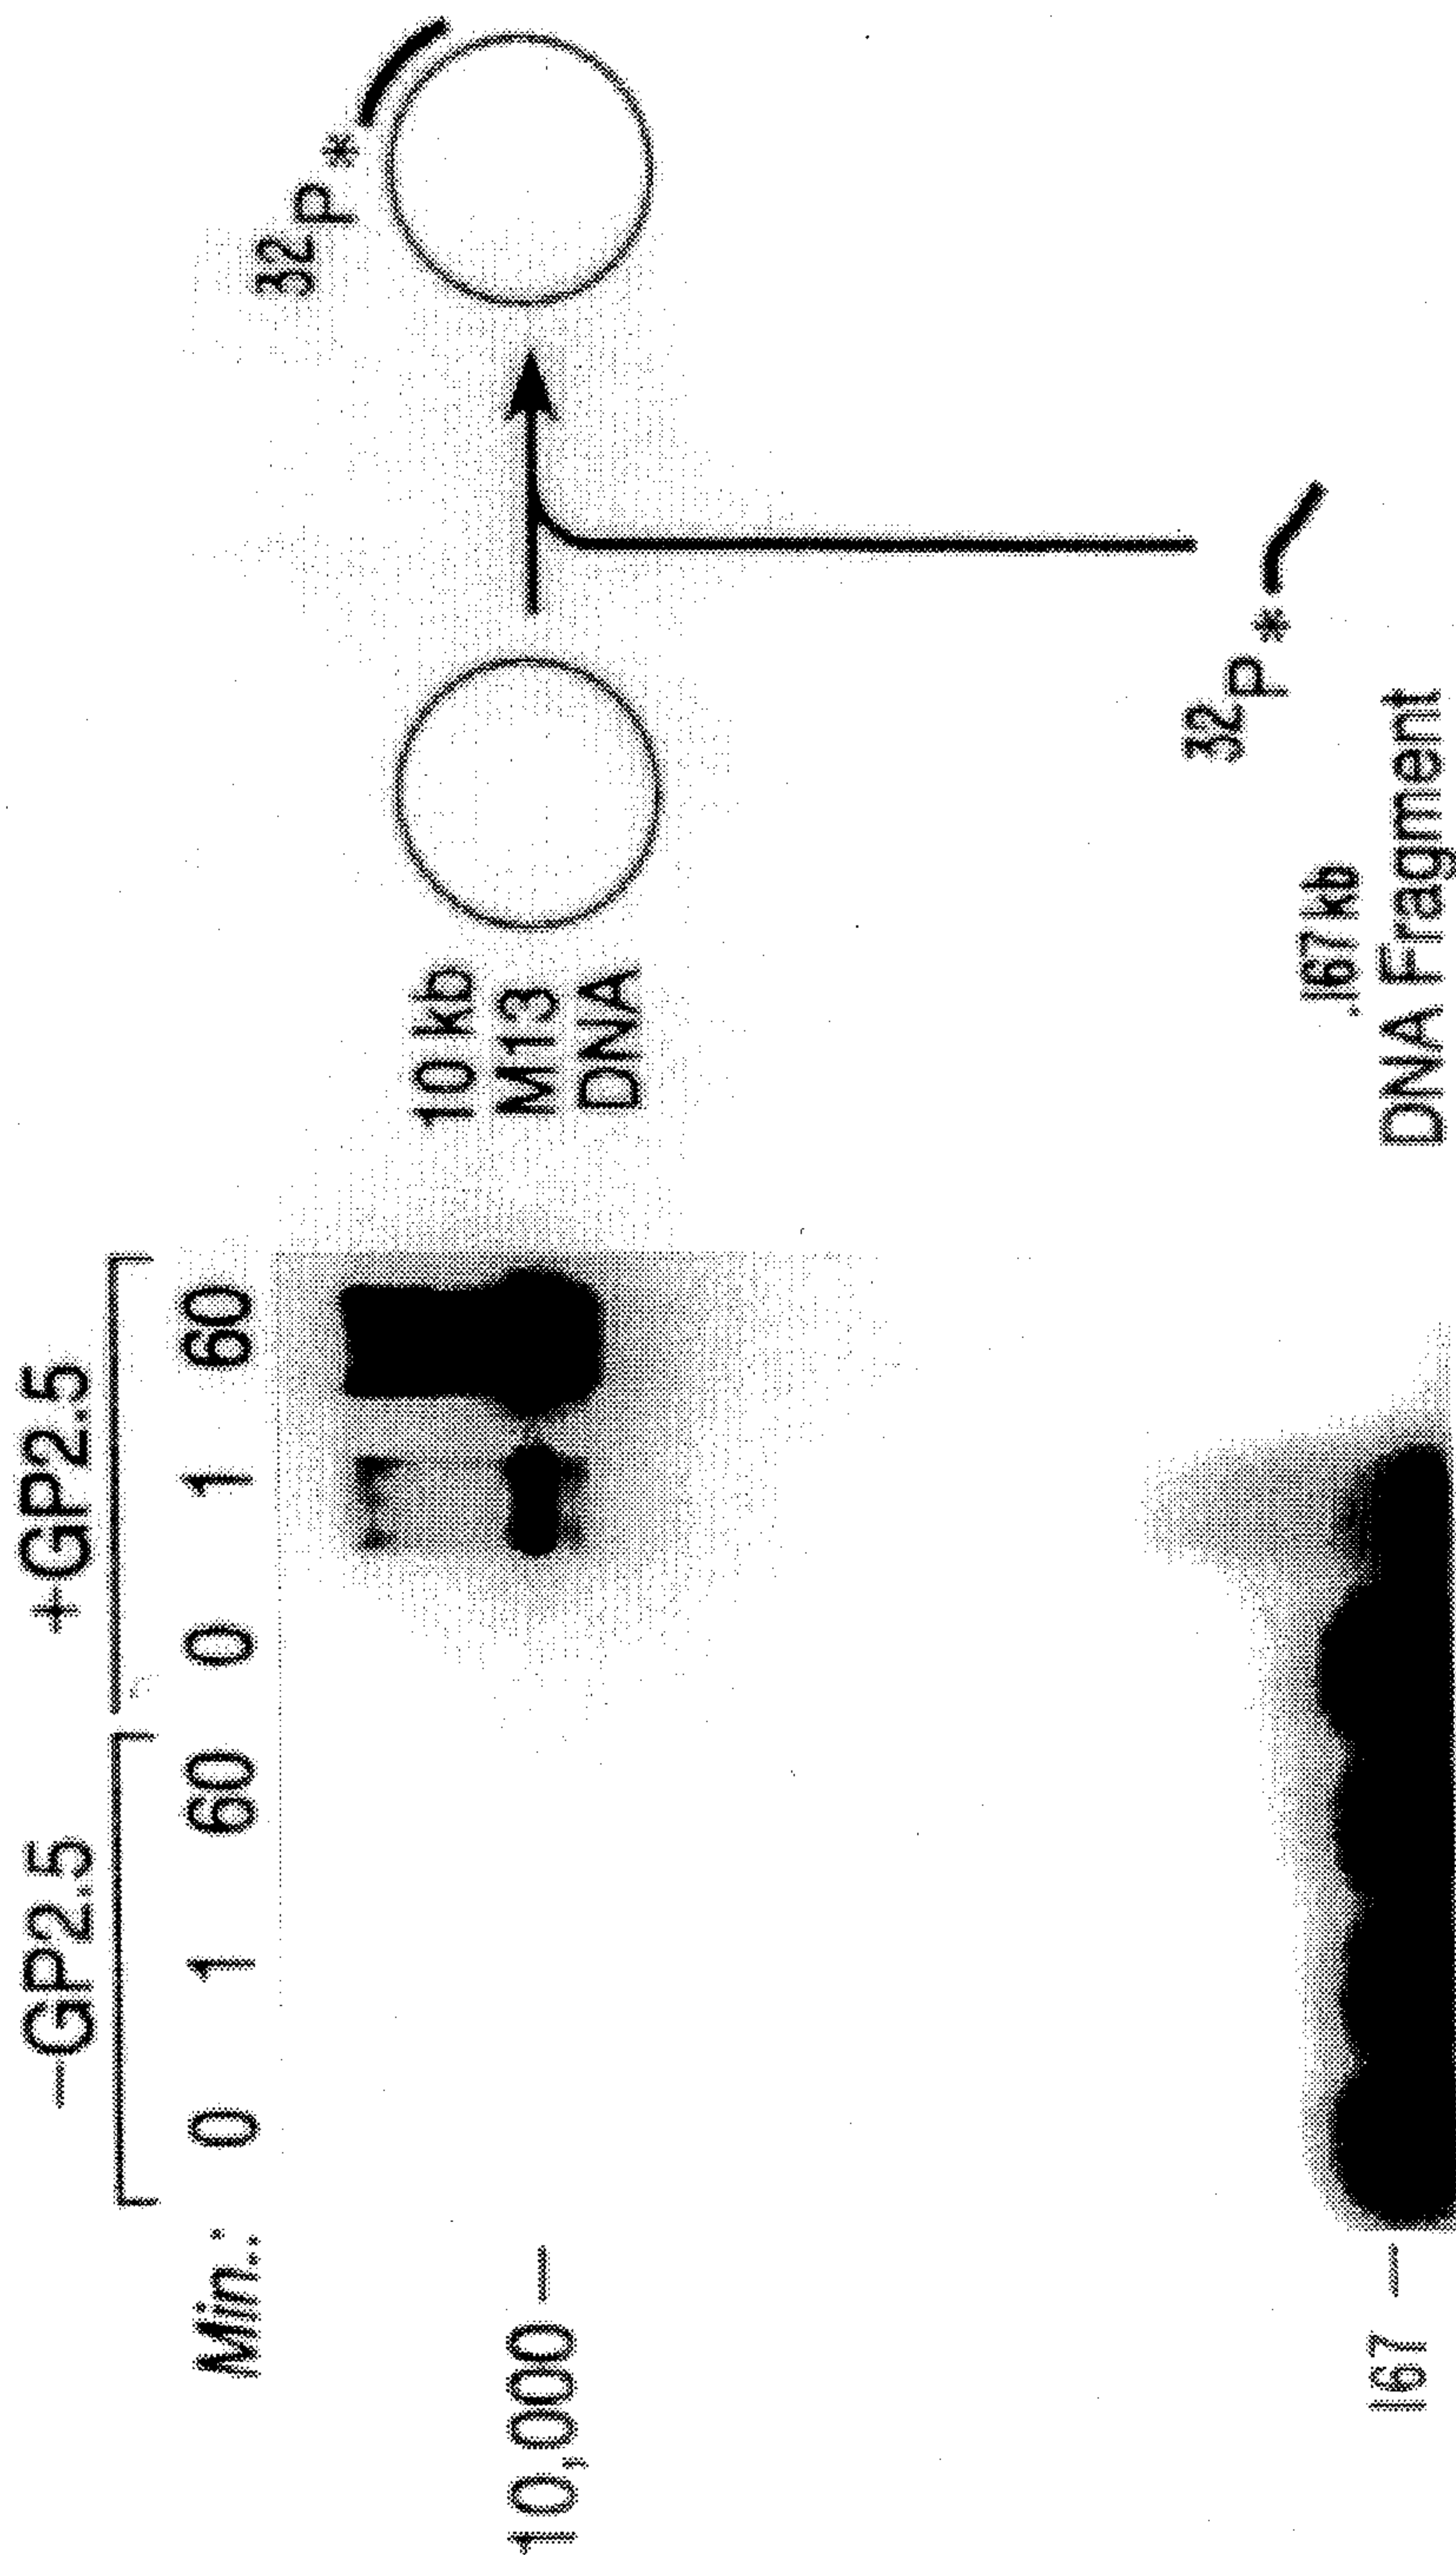 −GP2.5 +GP2.5
Min.: 0 1 60 0 1 60
10,000 —
167 —
10 kb
M13
DNA
32P*
32P*
.167 kb
DNA Fragment